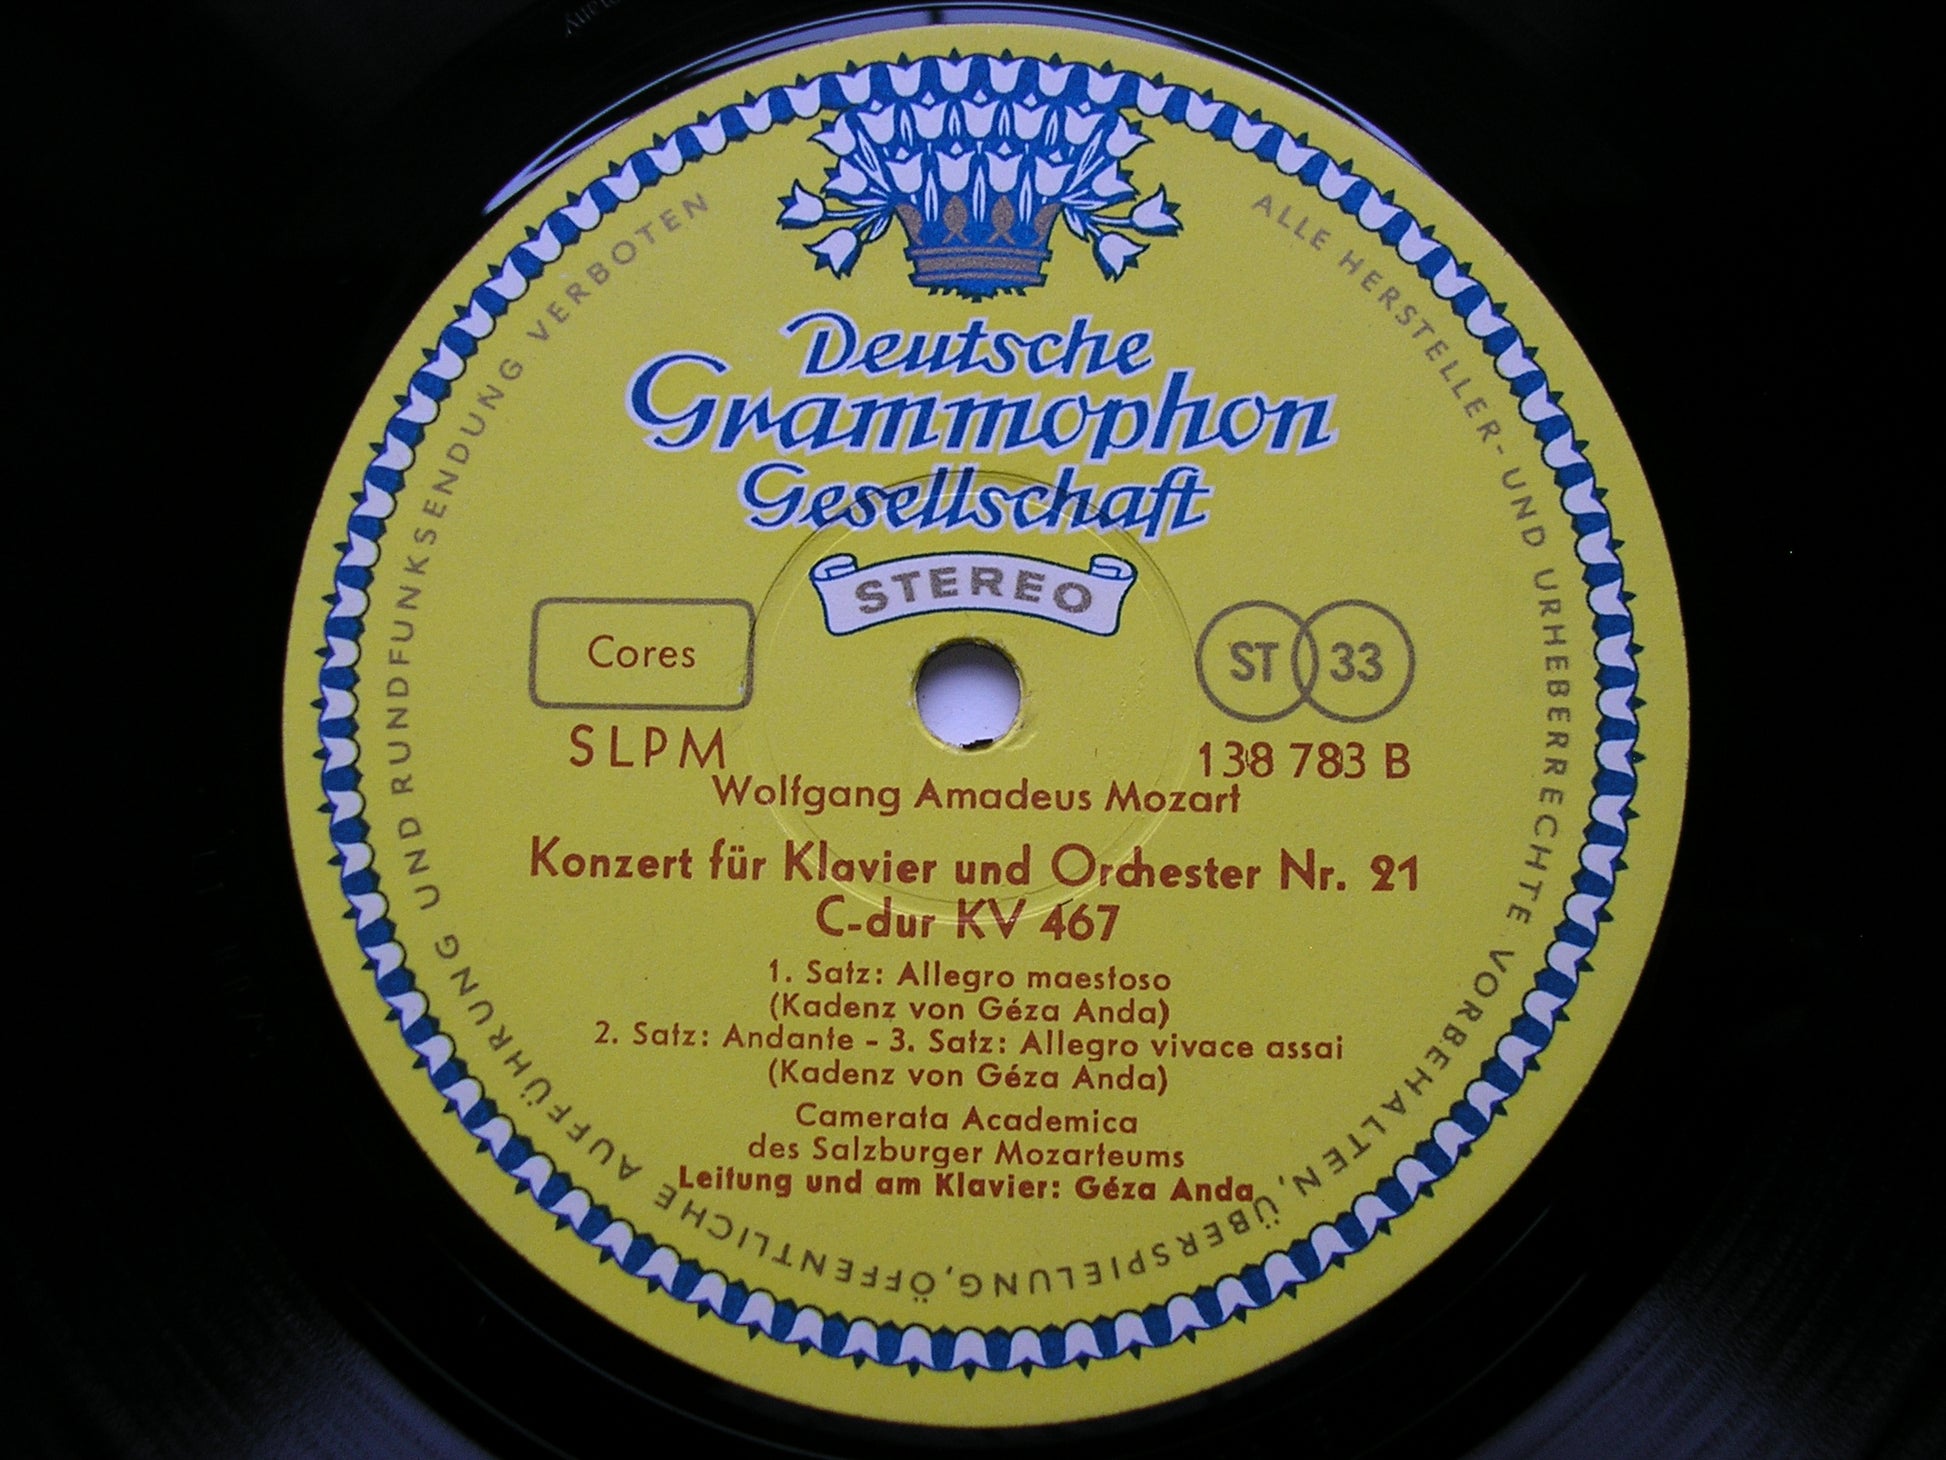 Deutsche
Grammophon
Gesellschaft
STEREO
Cores
ST 33
SLPM
138 783 B
Wolfgang Amadeus Mozart
Konzert für Klavier und Orchester Nr. 21
C-dur KV 467
1. Satz: Allegro maestoso
(Kadenz von Géza Anda)
2. Satz: Andante - 3. Satz: Allegro vivace assai
(Kadenz von Géza Anda)
Camerata Academica
des Salzburger Mozarteums
Leitung und am Klavier: Géza Anda
ALLE HERSTELLER- UND URHEBERRECHTE VORBEHALTEN, ÜBERSPIELUNG, ÖFFENTLICHE AUFFÜHRUNG UND RUNDFUNKSENDUNG VERBOTEN